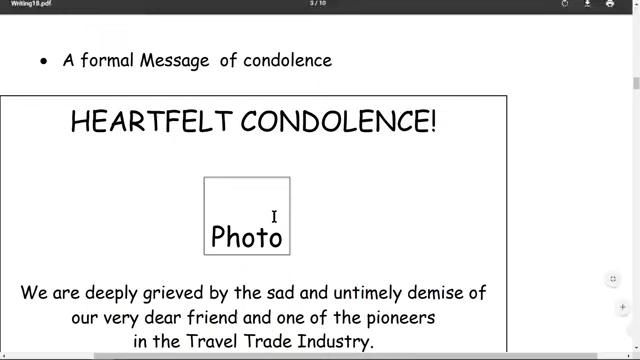 Writing18.pdf
3 / 10
• A formal Message of condolence
HEARTFELT CONDOLENCE!
Photo
We are deeply grieved by the sad and untimely demise of
our very dear friend and one of the pioneers
in the Travel Trade Industry.